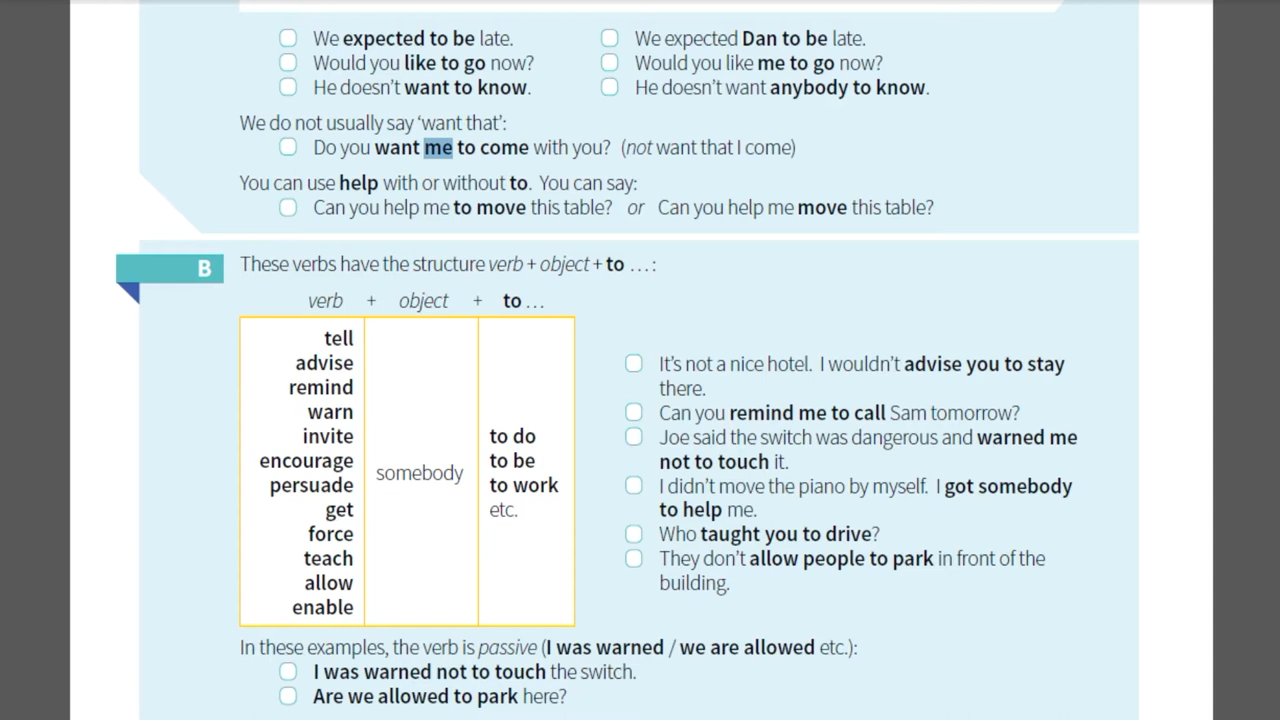 We expected to be late.
We expected Dan to be late.
Would you like to go now?
Would you like me to go now?
He doesn't want to know.
He doesn't want anybody to know.
We do not usually say ‘want that’:
Do you want me to come with you? (not want that I come)
You can use help with or without to. You can say:
Can you help me to move this table? or Can you help me move this table?
B
These verbs have the structure verb + object + to …:
verb + object + to …
tell
advise
remind
warn
invite
encourage
persuade
get
force
teach
allow
enable
somebody
to do
to be
to work
etc.
It’s not a nice hotel. I wouldn’t advise you to stay
there.
Can you remind me to call Sam tomorrow?
Joe said the switch was dangerous and warned me
not to touch it.
I didn’t move the piano by myself. I got somebody
to help me.
Who taught you to drive?
They don’t allow people to park in front of the
building.
In these examples, the verb is passive (I was warned / we are allowed etc.):
I was warned not to touch the switch.
Are we allowed to park here?